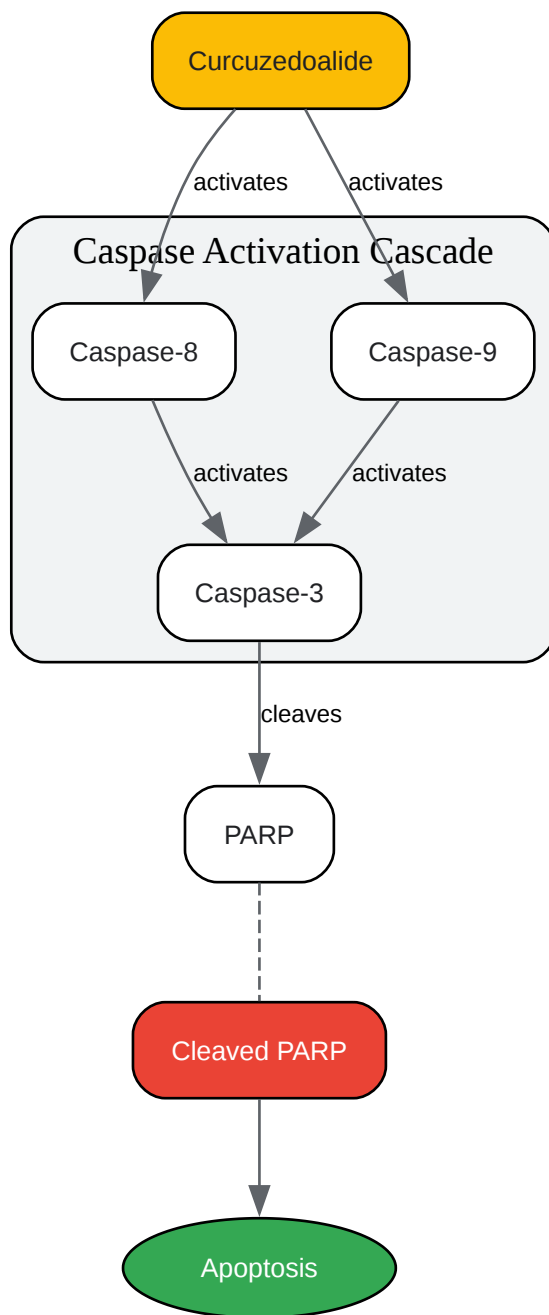 Curcuzedoalide
activates
activates
Caspase Activation Cascade
Caspase-8
Caspase-9
activates
activates
Caspase-3
cleaves
PARP
Cleaved PARP
Apoptosis